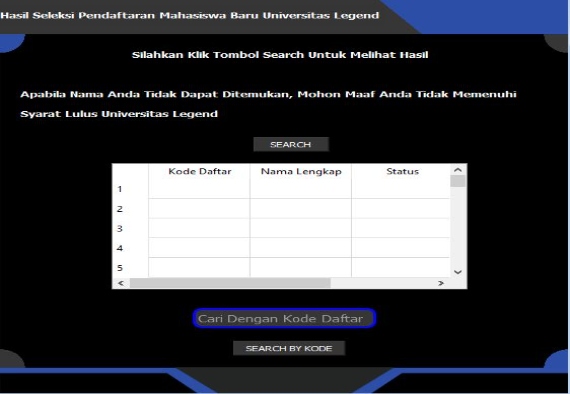 Hasil Seleksi Pendaftaran Mahasiswa Baru Universitas Legend
Silahkan Klik Tombol Search Untuk Melihat Hasil
Apabila Nama Anda Tidak Dapat Ditemukan, Mohon Maaf Anda Tidak Memenuhi
Syarat Lulus Universitas Legend
SEARCH
Kode Daftar Nama Lengkap Status
1
2
3
4
5
Cari Dengan Kode Daftar
SEARCH BY KODE